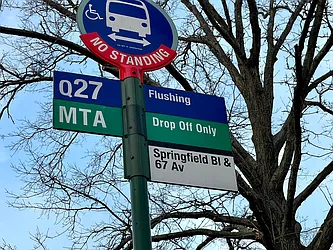 NO STANDING
Q27
MTA
Flushing
Drop Off Only
Springfield Bl &
67 Av